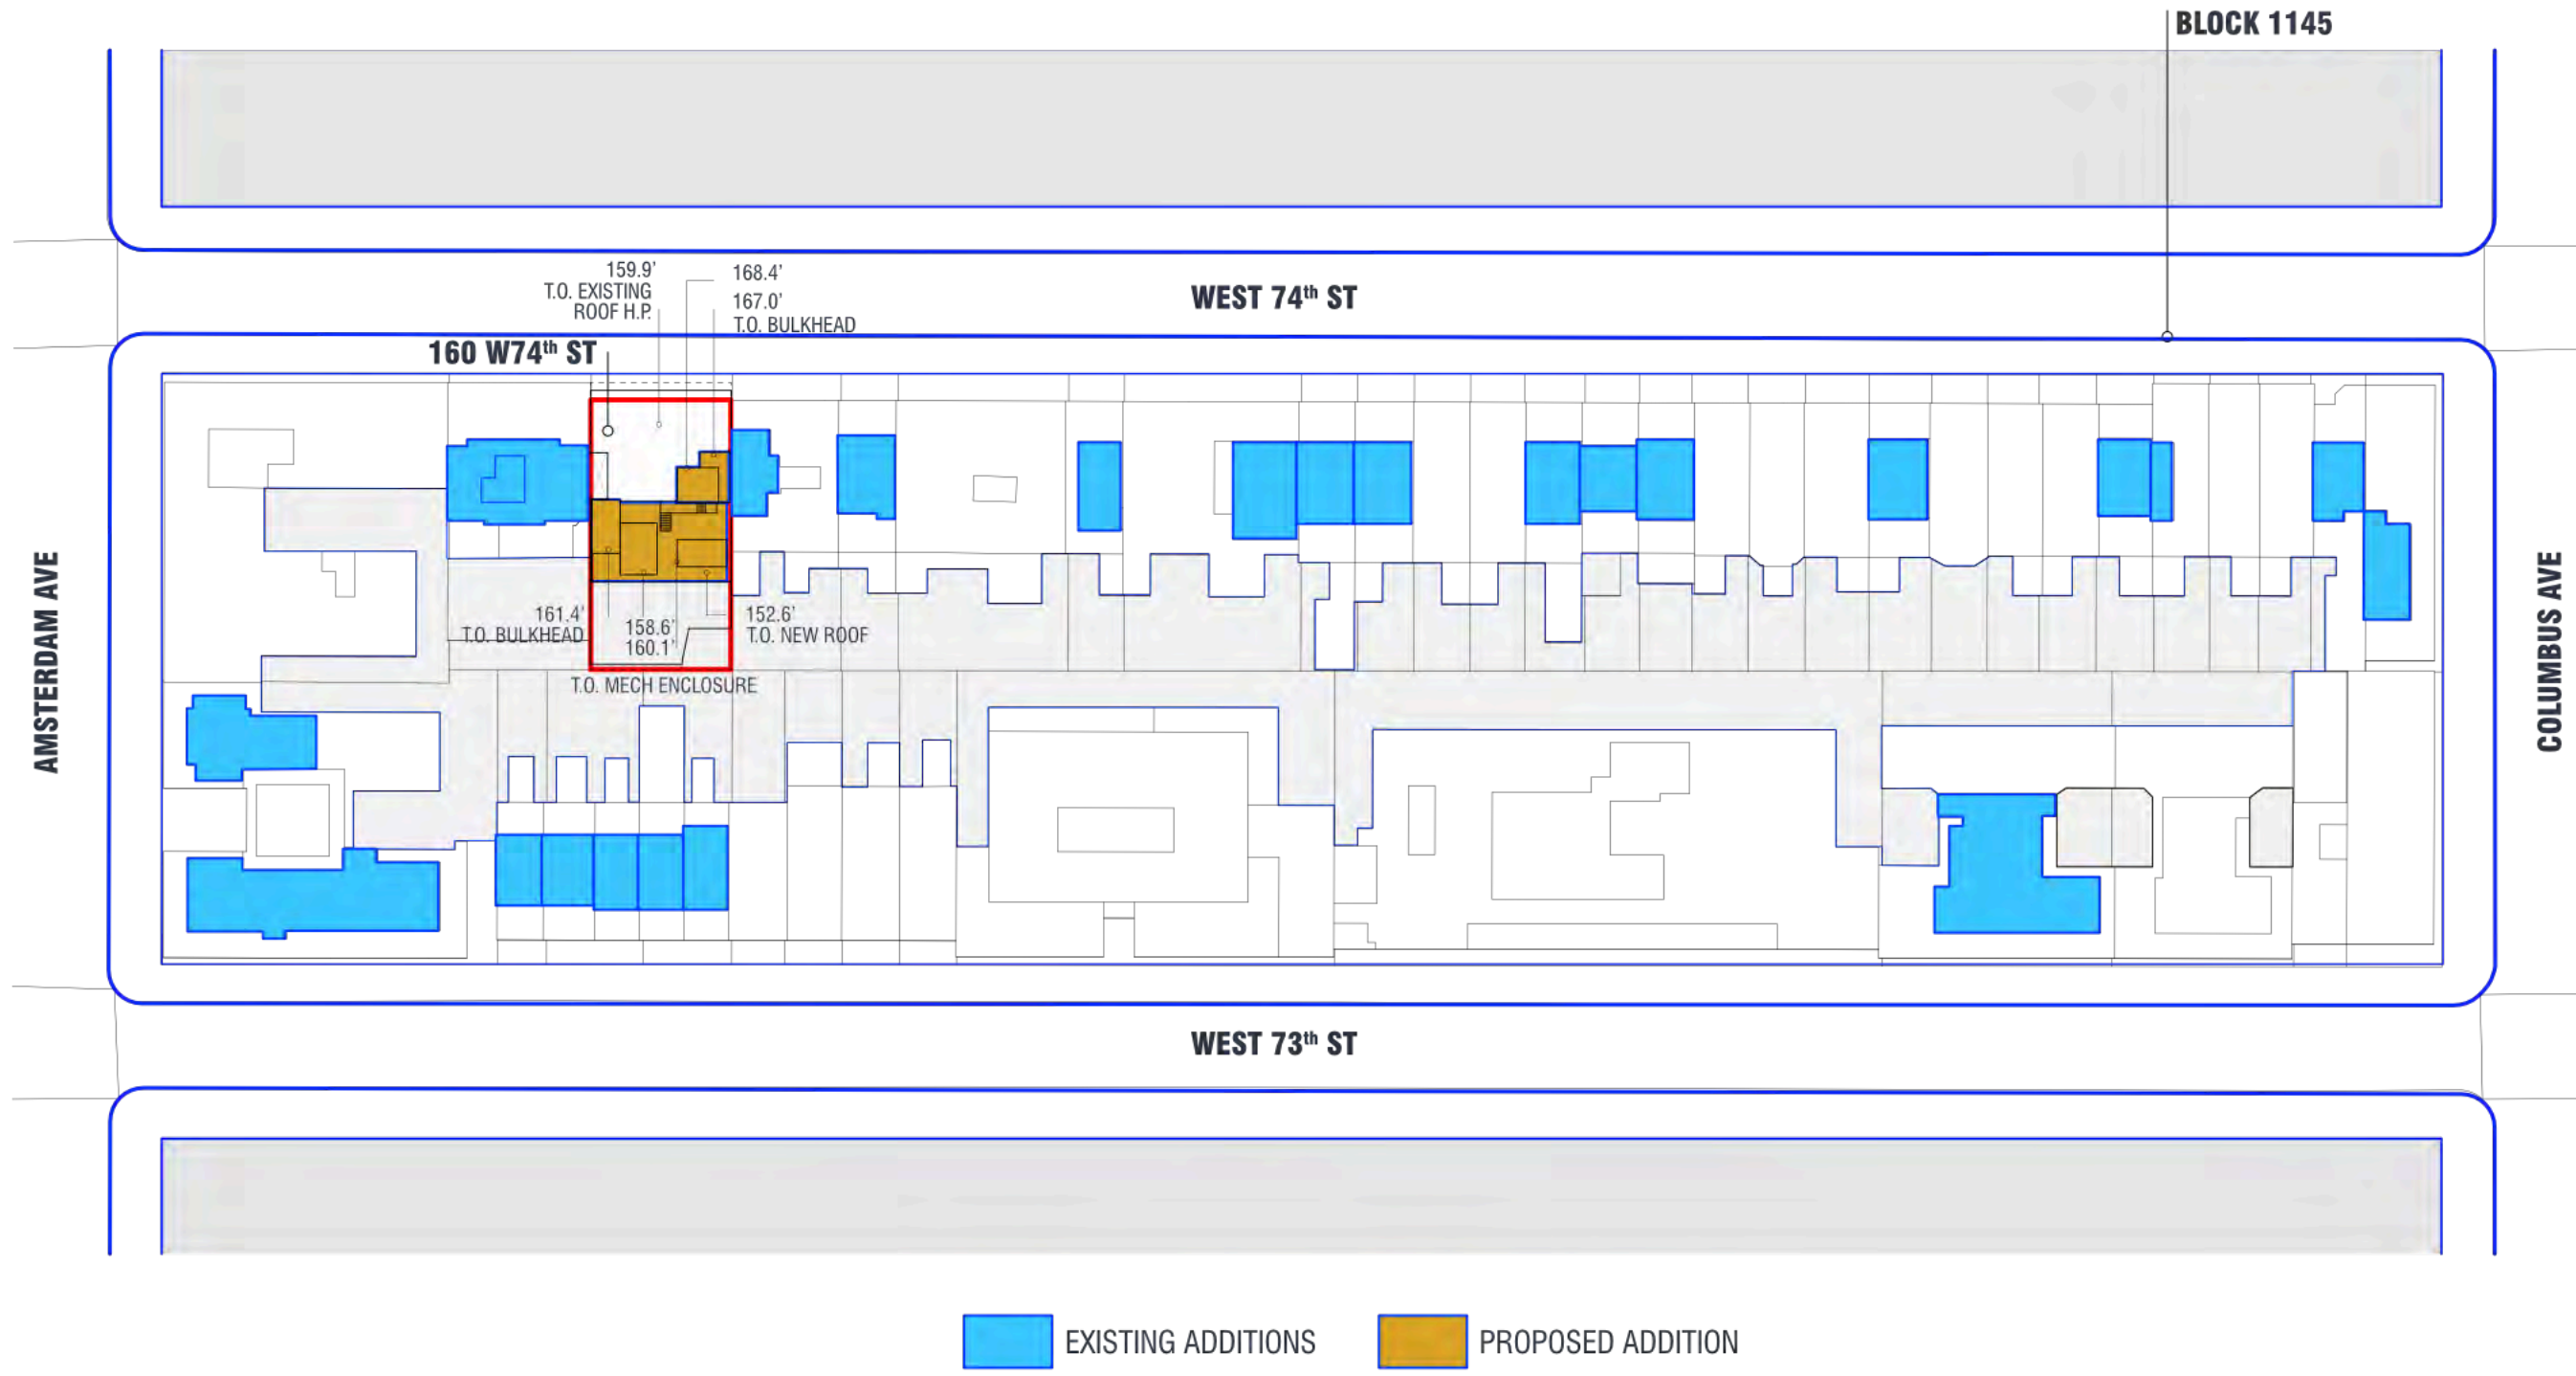 BLOCK 1145
159.9'
T.O. EXISTING
ROOF H.P.
168.4'
167.0'
T.O. BULKHEAD
WEST 74th ST
160 W74th ST
AMSTERDAM AVE
COLUMBUS AVE
161.4'
T.O. BULKHEAD
158.6'
160.1'
152.6'
T.O. NEW ROOF
T.O. MECH ENCLOSURE
WEST 73th ST
EXISTING ADDITIONS
PROPOSED ADDITION